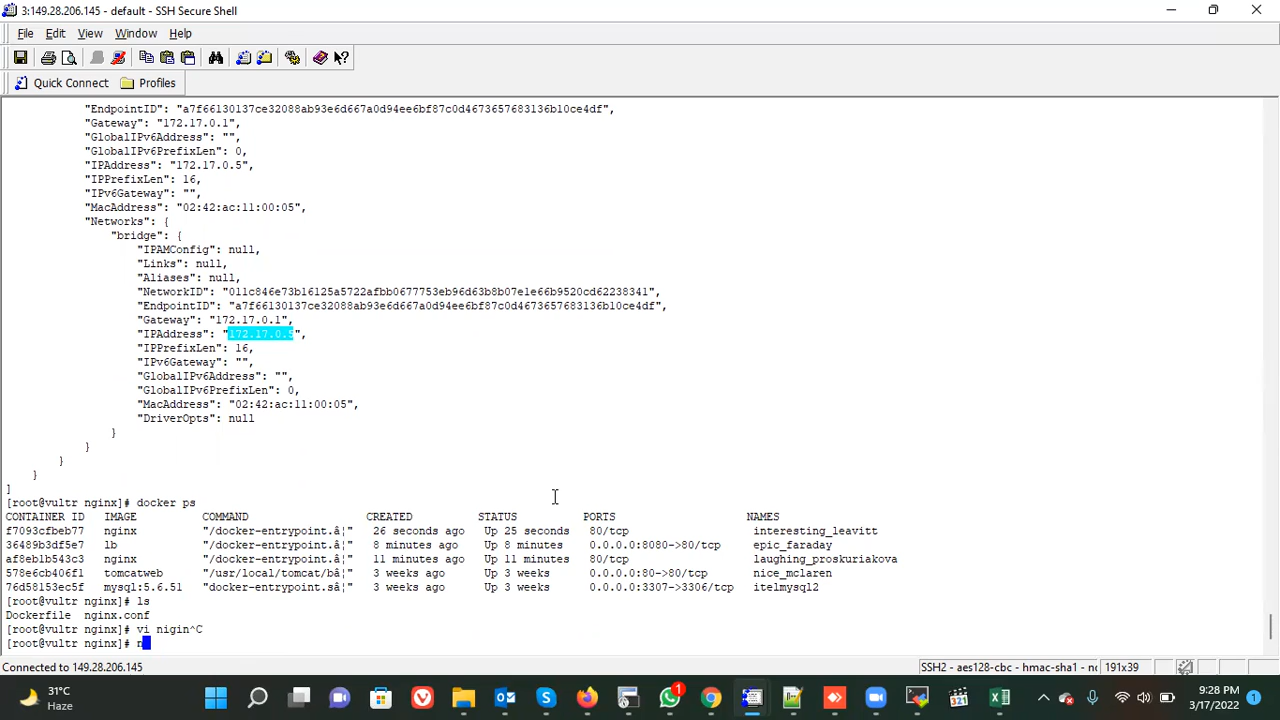 3:149.28.206.145 - default - SSH Secure Shell
File Edit View Window Help
Quick Connect Profiles
"EndpointID": "a7f66130137ce32088ab93e6d667a0d94ee6bf87c0d4673657683136b10ce4df",
"Gateway": "172.17.0.1",
"GlobalIPv6Address": "",
"GlobalIPv6PrefixLen": 0,
"IPAddress": "172.17.0.5",
"IPPrefixLen": 16,
"IPv6Gateway": "",
"MacAddress": "02:42:ac:11:00:05",
"Networks": {
"bridge": {
"IPAMConfig": null,
"Links": null,
"Aliases": null,
"NetworkID": "011c846e73b16125a5722afbb0677753eb96d63b8b07e1e66b9520cd62238341",
"EndpointID": "a7f66130137ce32088ab93e6d667a0d94ee6bf87c0d4673657683136b10ce4df",
"Gateway": "172.17.0.1",
"IPAddress": "172.17.0.5",
"IPPrefixLen": 16,
"IPv6Gateway": "",
"GlobalIPv6Address": "",
"GlobalIPv6PrefixLen": 0,
"MacAddress": "02:42:ac:11:00:05",
"DriverOpts": null
}
}
}
}
]
[root@vultr nginx]# docker ps
CONTAINER ID IMAGE COMMAND CREATED STATUS PORTS NAMES
f7093cfbeb77 nginx "/docker-entrypoint.â¦" 26 seconds ago Up 25 seconds 80/tcp interesting_leavitt
36489b3df5e7 lb "/docker-entrypoint.â¦" 8 minutes ago Up 8 minutes 0.0.0.0:8080->80/tcp epic_faraday
af8eb1b543c3 nginx "/docker-entrypoint.â¦" 11 minutes ago Up 11 minutes 80/tcp laughing_proskuriakova
578e6cb406f1 tomcatweb "/usr/local/tomcat/bâ¦" 3 weeks ago Up 3 weeks 0.0.0.0:80->80/tcp nice_mclaren
76d58153ec5f mysql:5.6.51 "docker-entrypoint.sâ¦" 3 weeks ago Up 3 weeks 0.0.0.0:3307->3306/tcp itelmysql2
[root@vultr nginx]# ls
Dockerfile nginx.conf
[root@vultr nginx]# vi nigin^C
[root@vultr nginx]# n
Connected to 149.28.206.145 SSH2 - aes128-cbc - hmac-sha1 - nc 191x39
31°C
Haze
1
321
9:28 PM
3/17/2022
1